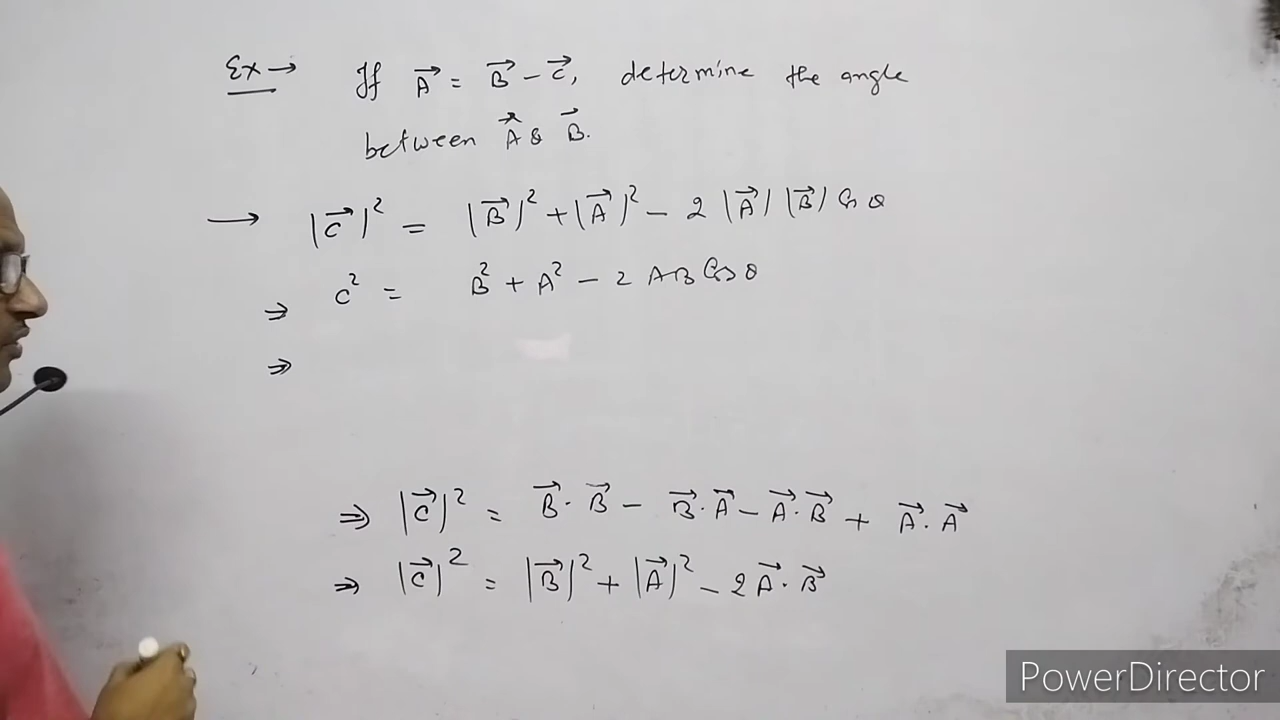 Ex → If A⃗ = B⃗ - C⃗, determine the angle
between A⃗ & B⃗.
→ |C⃗|² = |B⃗|² + |A⃗|² - 2 |A⃗| |B⃗| Cos θ
⇒ C² = B² + A² - 2 AB Cos θ
⇒
⇒ |C⃗|² = B⃗ · B⃗ - B⃗ · A⃗ - A⃗ · B⃗ + A⃗ · A⃗
⇒ |C⃗|² = |B⃗|² + |A⃗|² - 2 A⃗ · B⃗
PowerDirector